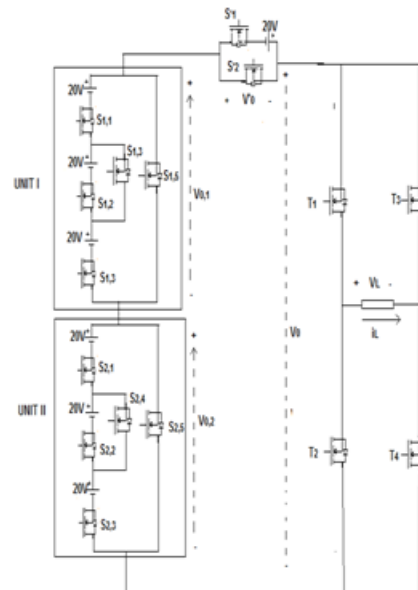 S'1
20V
S'2
+ V'0 -
20V
S1,1
S1,3
20V
S1,5
UNIT I
S1,2
V0,1
20V
S1,3
T1
T3
+ VL -
iL
20V
S2,1
V0
S2,4
20V
UNIT II
S2,5
V0,2
S2,2
T2
T4
20V
S2,3